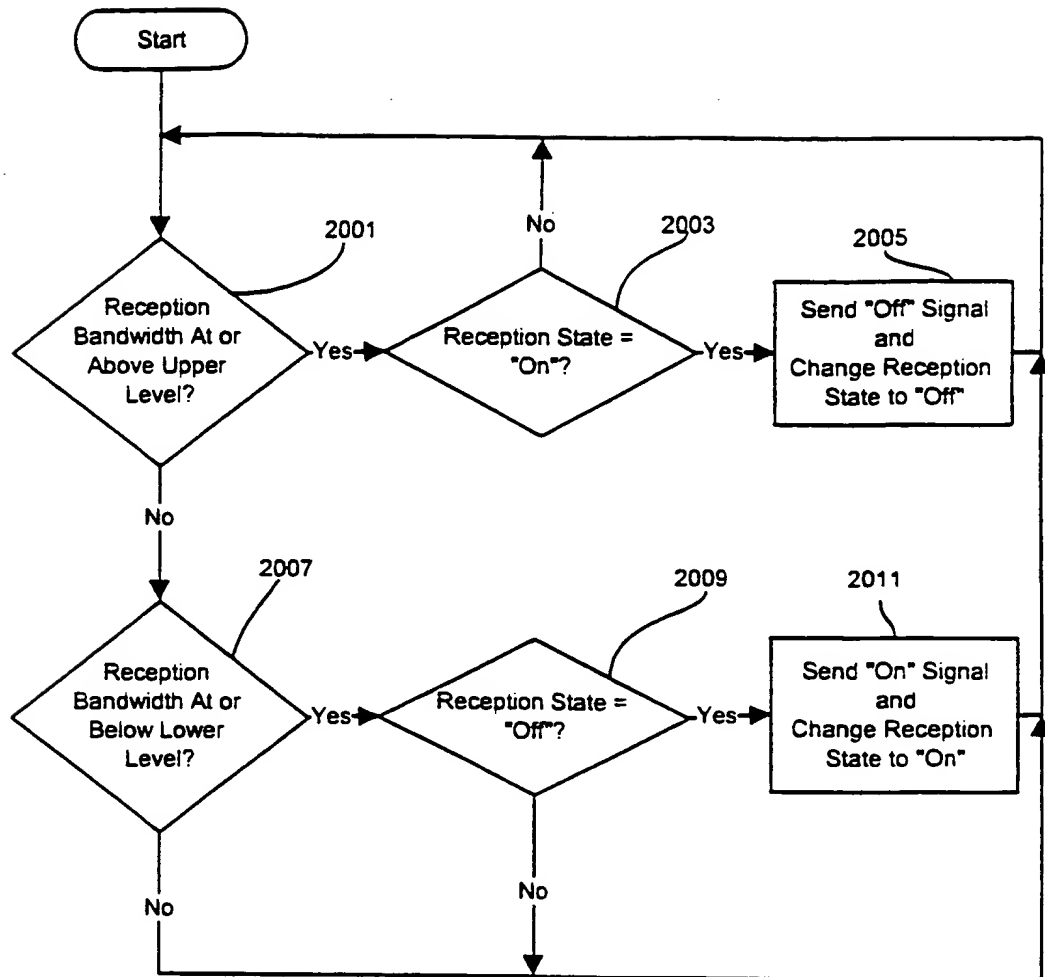 Start
No
2001
2003
2005
Reception
Bandwidth At or
Above Upper
Level?
Yes
Reception State =
"On"?
Yes
Send "Off" Signal
and
Change Reception
State to "Off"
No
2007
2009
2011
Reception
Bandwidth At or
Below Lower
Level?
Yes
Reception State =
"Off"?
Yes
Send "On" Signal
and
Change Reception
State to "On"
No
No